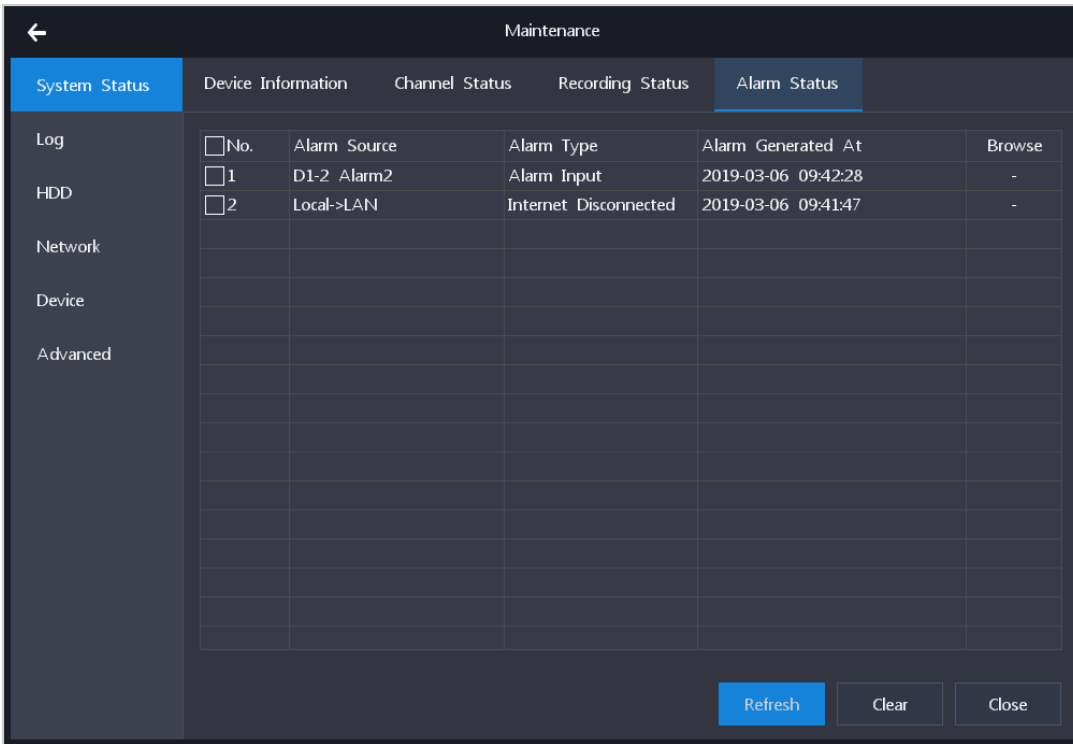 Maintenance
System Status
Device Information
Channel Status
Recording Status
Alarm Status
Log
HDD
Network
Device
Advanced
No. Alarm Source Alarm Type Alarm Generated At Browse
1 D1-2 Alarm2 Alarm Input 2019-03-06 09:42:28 -
2 Local->LAN Internet Disconnected 2019-03-06 09:41:47 -
Refresh
Clear
Close